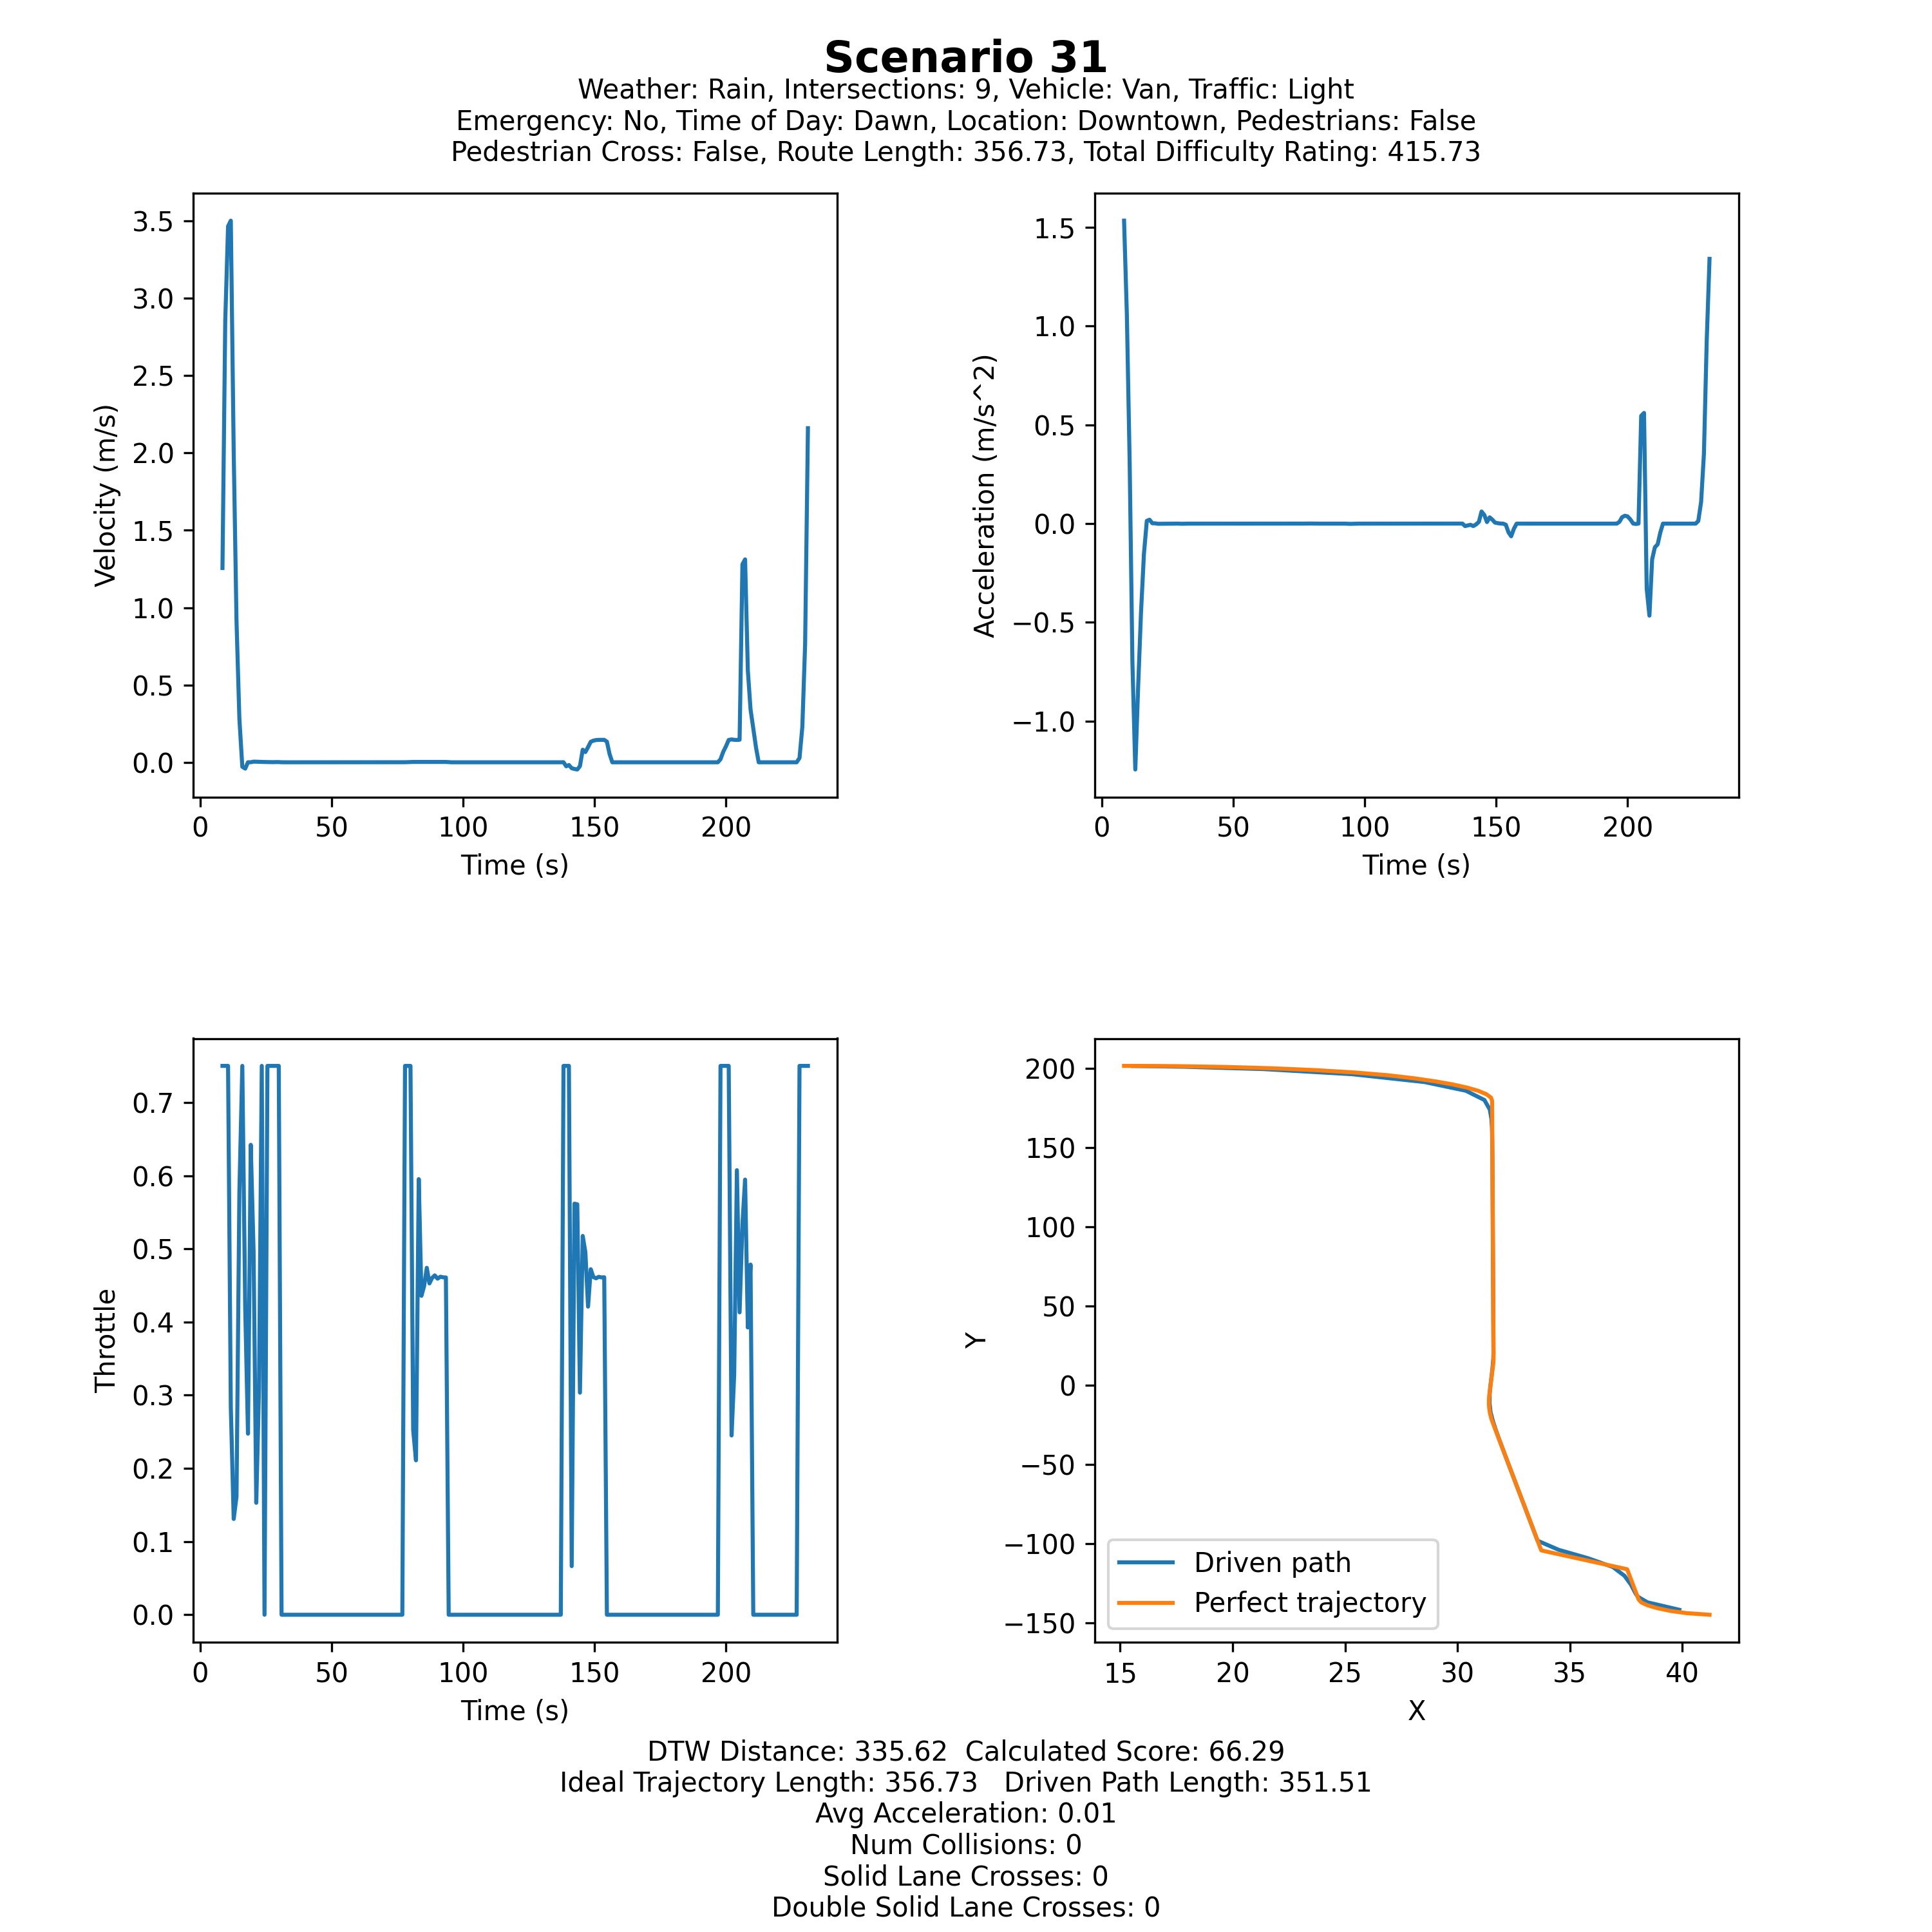 Scenario 31
Weather: Rain, Intersections: 9, Vehicle: Van, Traffic: Light
Emergency: No, Time of Day: Dawn, Location: Downtown, Pedestrians: False
Pedestrian Cross: False, Route Length: 356.73, Total Difficulty Rating: 415.73
Velocity (m/s)
3.5
3.0
2.5
2.0
1.5
1.0
0.5
0.0
0 50 100 150 200
Time (s)
Acceleration (m/s^2)
1.5
1.0
0.5
0.0
−0.5
−1.0
0 50 100 150 200
Time (s)
Throttle
0.7
0.6
0.5
0.4
0.3
0.2
0.1
0.0
0 50 100 150 200
Time (s)
Y
200
150
100
50
0
−50
−100
−150
Driven path
Perfect trajectory
15 20 25 30 35 40
X
DTW Distance: 335.62  Calculated Score: 66.29
Ideal Trajectory Length: 356.73   Driven Path Length: 351.51
Avg Acceleration: 0.01
Num Collisions: 0
Solid Lane Crosses: 0
Double Solid Lane Crosses: 0